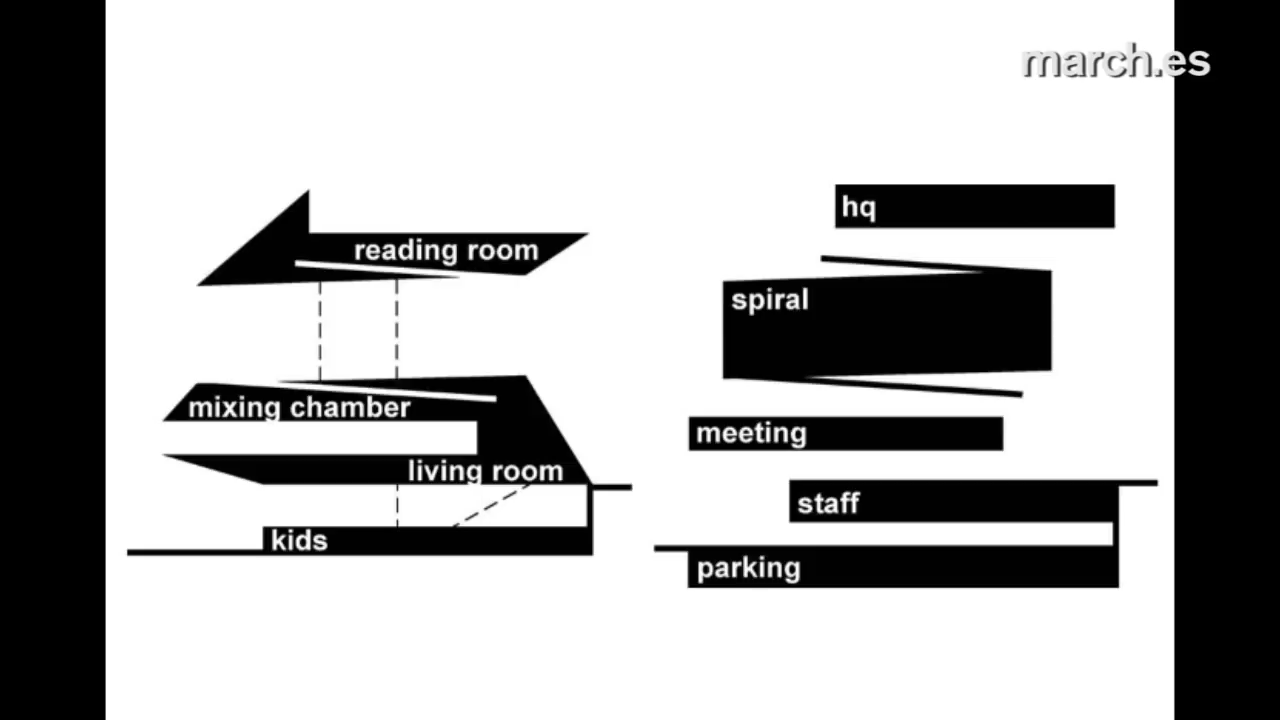 march.es
reading room
mixing chamber
living room
kids
hq
spiral
meeting
staff
parking